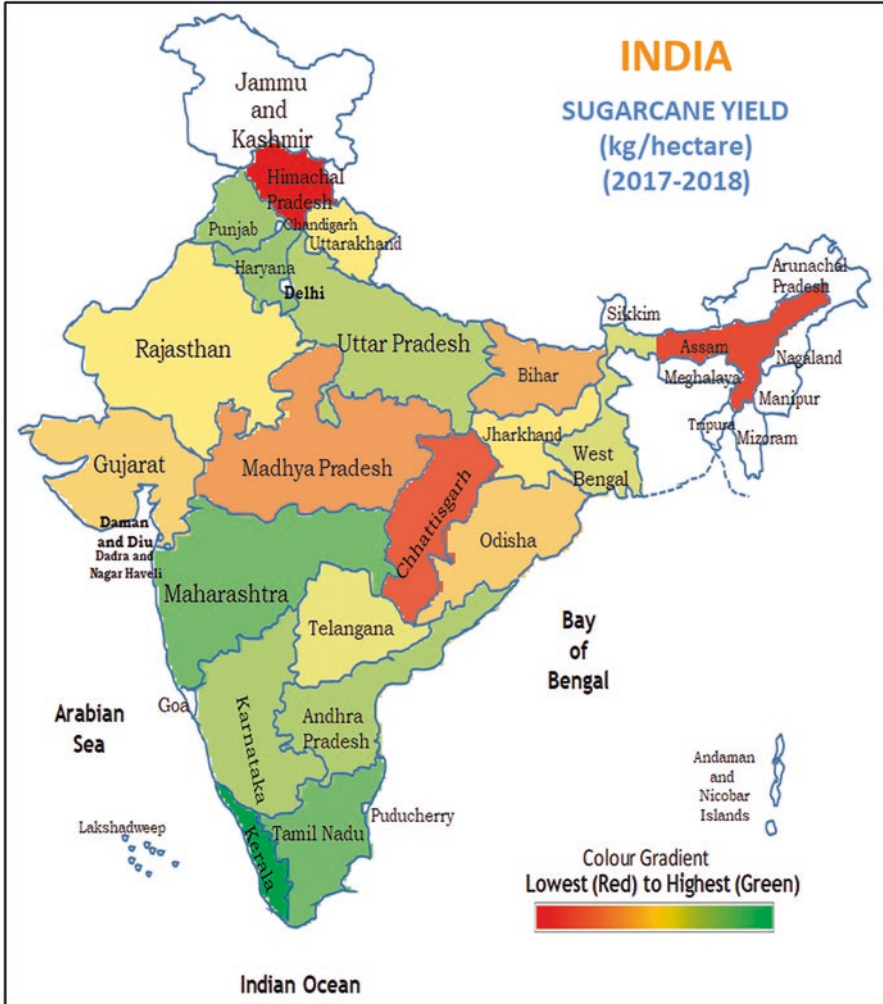 INDIA
SUGARCANE YIELD
(kg/hectare)
(2017-2018)
Jammu
and
Kashmir
Himachal
Pradesh
Chandigarh
Punjab
Uttarakhand
Haryana
Delhi
Arunachal
Pradesh
Sikkim
Rajasthan
Uttar Pradesh
Assam
Nagaland
Bihar
Meghalaya
Manipur
Tripura
Mizoram
Jharkhand
Gujarat
Madhya Pradesh
West
Bengal
Chhattisgarh
Daman
and Diu
Dadra and
Nagar Haveli
Odisha
Maharashtra
Telangana
Bay
of
Bengal
Goa
Arabian
Sea
Karnataka
Andhra
Pradesh
Andaman
and
Nicobar
Islands
Lakshadweep
Kerala
Tamil Nadu
Puducherry
Colour Gradient
Lowest (Red) to Highest (Green)
Indian Ocean